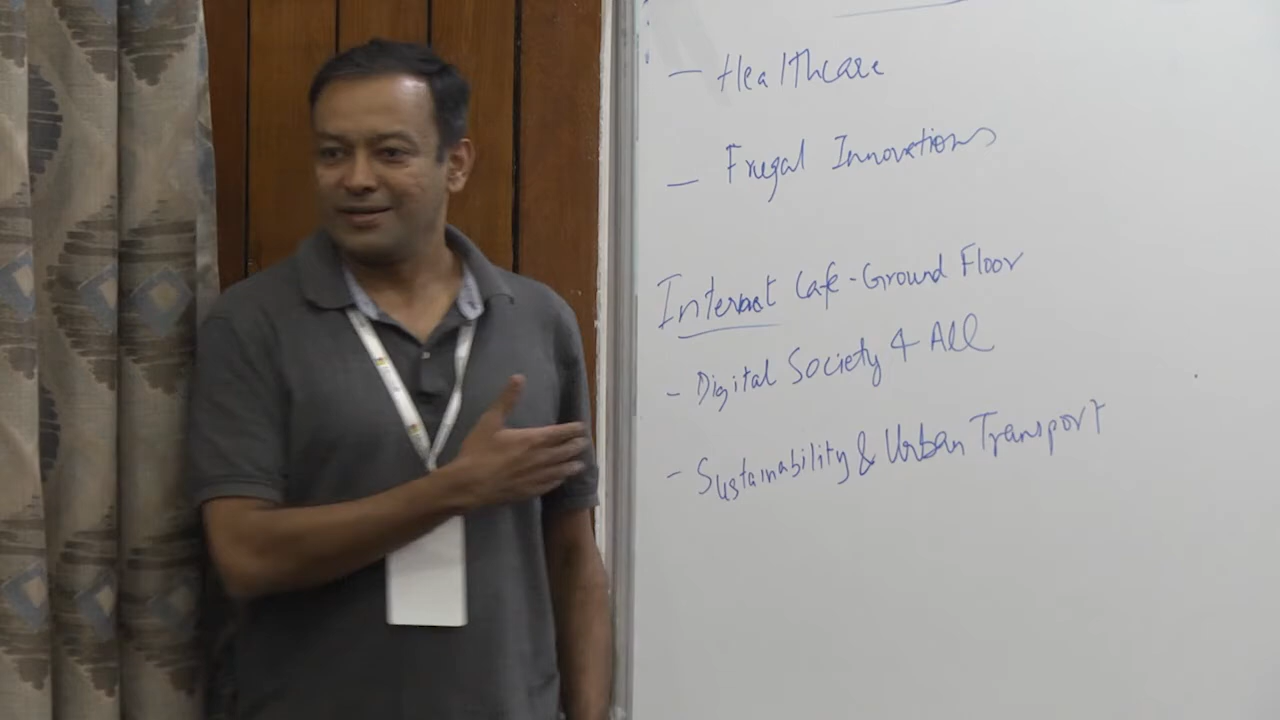 – Healthcare
– Frugal Innovations
Internet Cafe - Ground Floor
- Digital Society 4 All
- Sustainability & Urban Transport